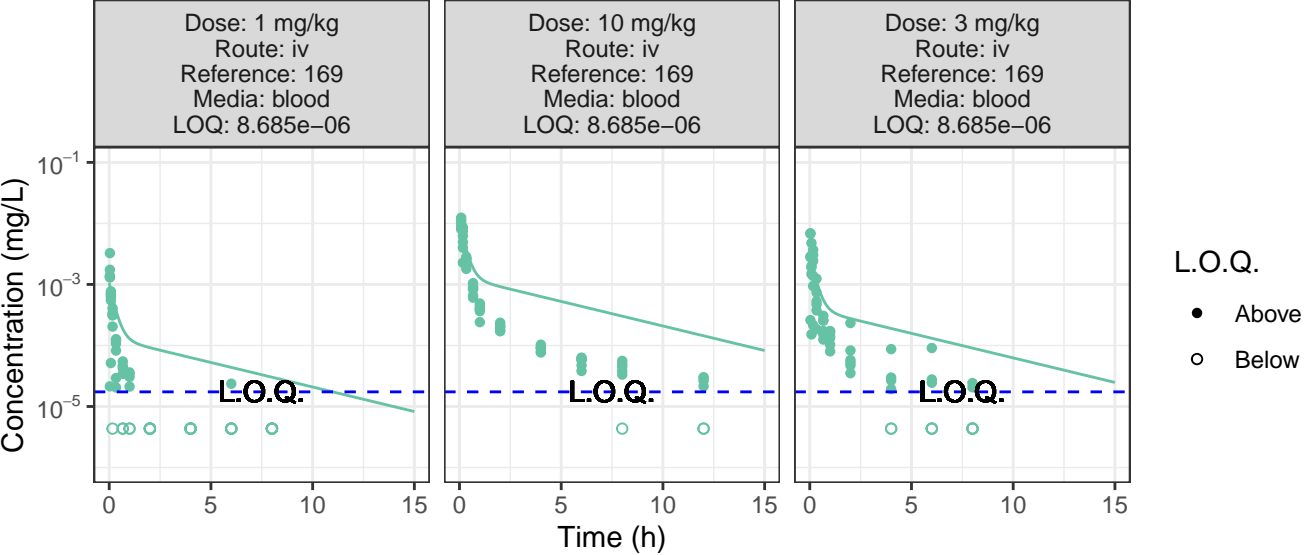 Dose: 1 mg/kg
Route: iv
Reference: 169
Media: blood
LOQ: 8.685e−06
Dose: 10 mg/kg
Route: iv
Reference: 169
Media: blood
LOQ: 8.685e−06
Dose: 3 mg/kg
Route: iv
Reference: 169
Media: blood
LOQ: 8.685e−06
Concentration (mg/L)
10⁻¹
10⁻³
10⁻⁵
L.O.Q.
L.O.Q.
L.O.Q.
0 5 10 15
0 5 10 15
0 5 10 15
Time (h)
L.O.Q.
Above
Below